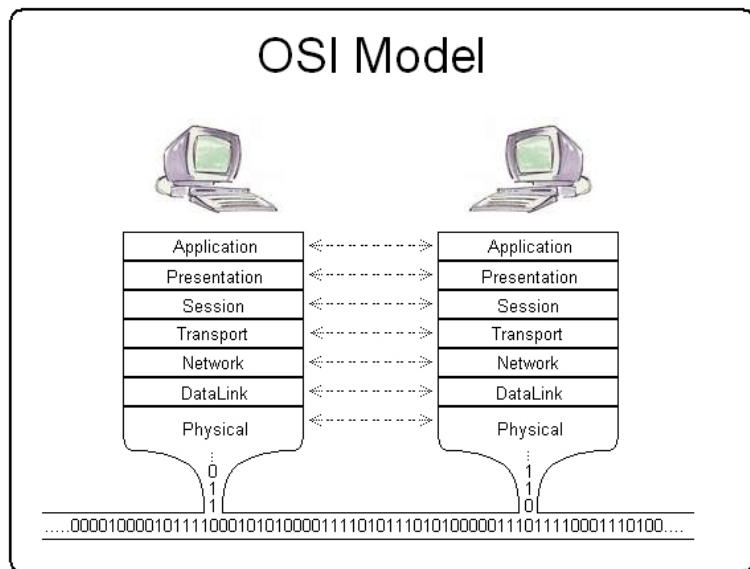 OSI Model
Application
Presentation
Session
Transport
Network
DataLink
Physical
:
0
1
1
Application
Presentation
Session
Transport
Network
DataLink
Physical
:
1
1
0
.....0000100001011110001010100001111010111010100000111011110001110100....